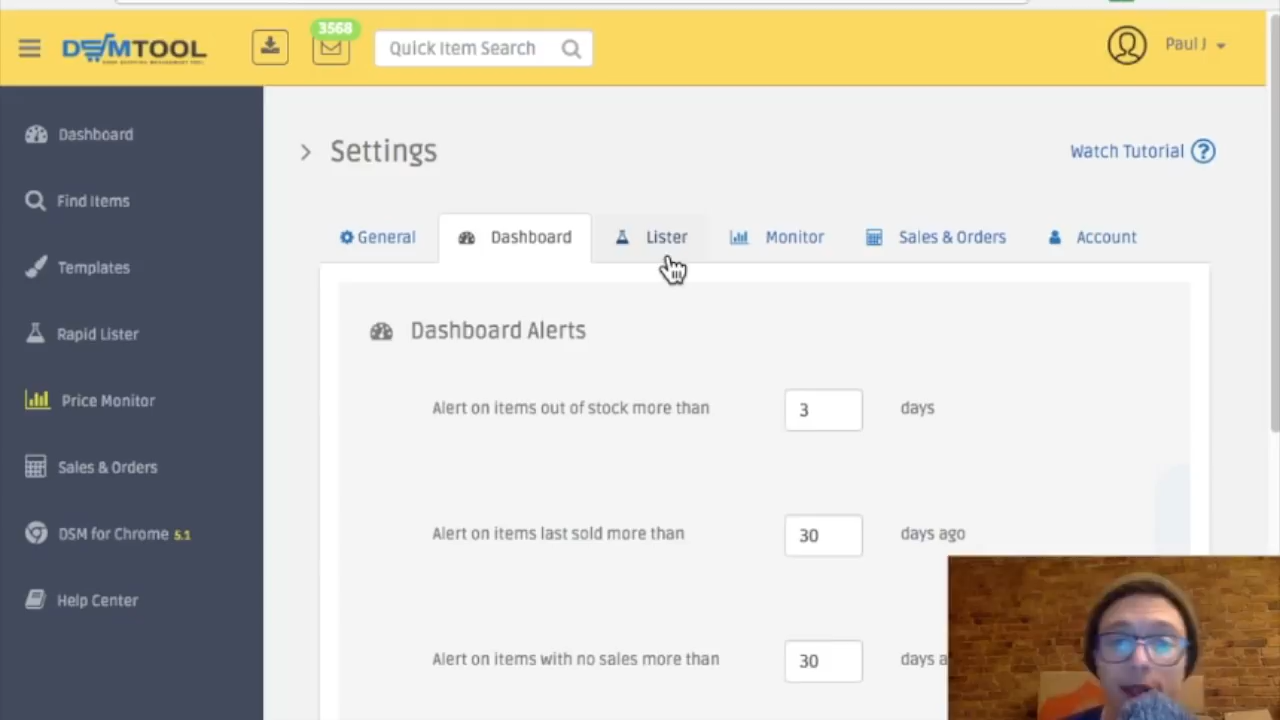 3568
DSMTOOL
Quick Item Search
Paul J
Dashboard
Find Items
Templates
Rapid Lister
Price Monitor
Sales & Orders
DSM for Chrome 5.1
Help Center
Settings
Watch Tutorial ?
General
Dashboard
Lister
Monitor
Sales & Orders
Account
Dashboard Alerts
Alert on items out of stock more than 3 days
Alert on items last sold more than 30 days ago
Alert on items with no sales more than 30 days a